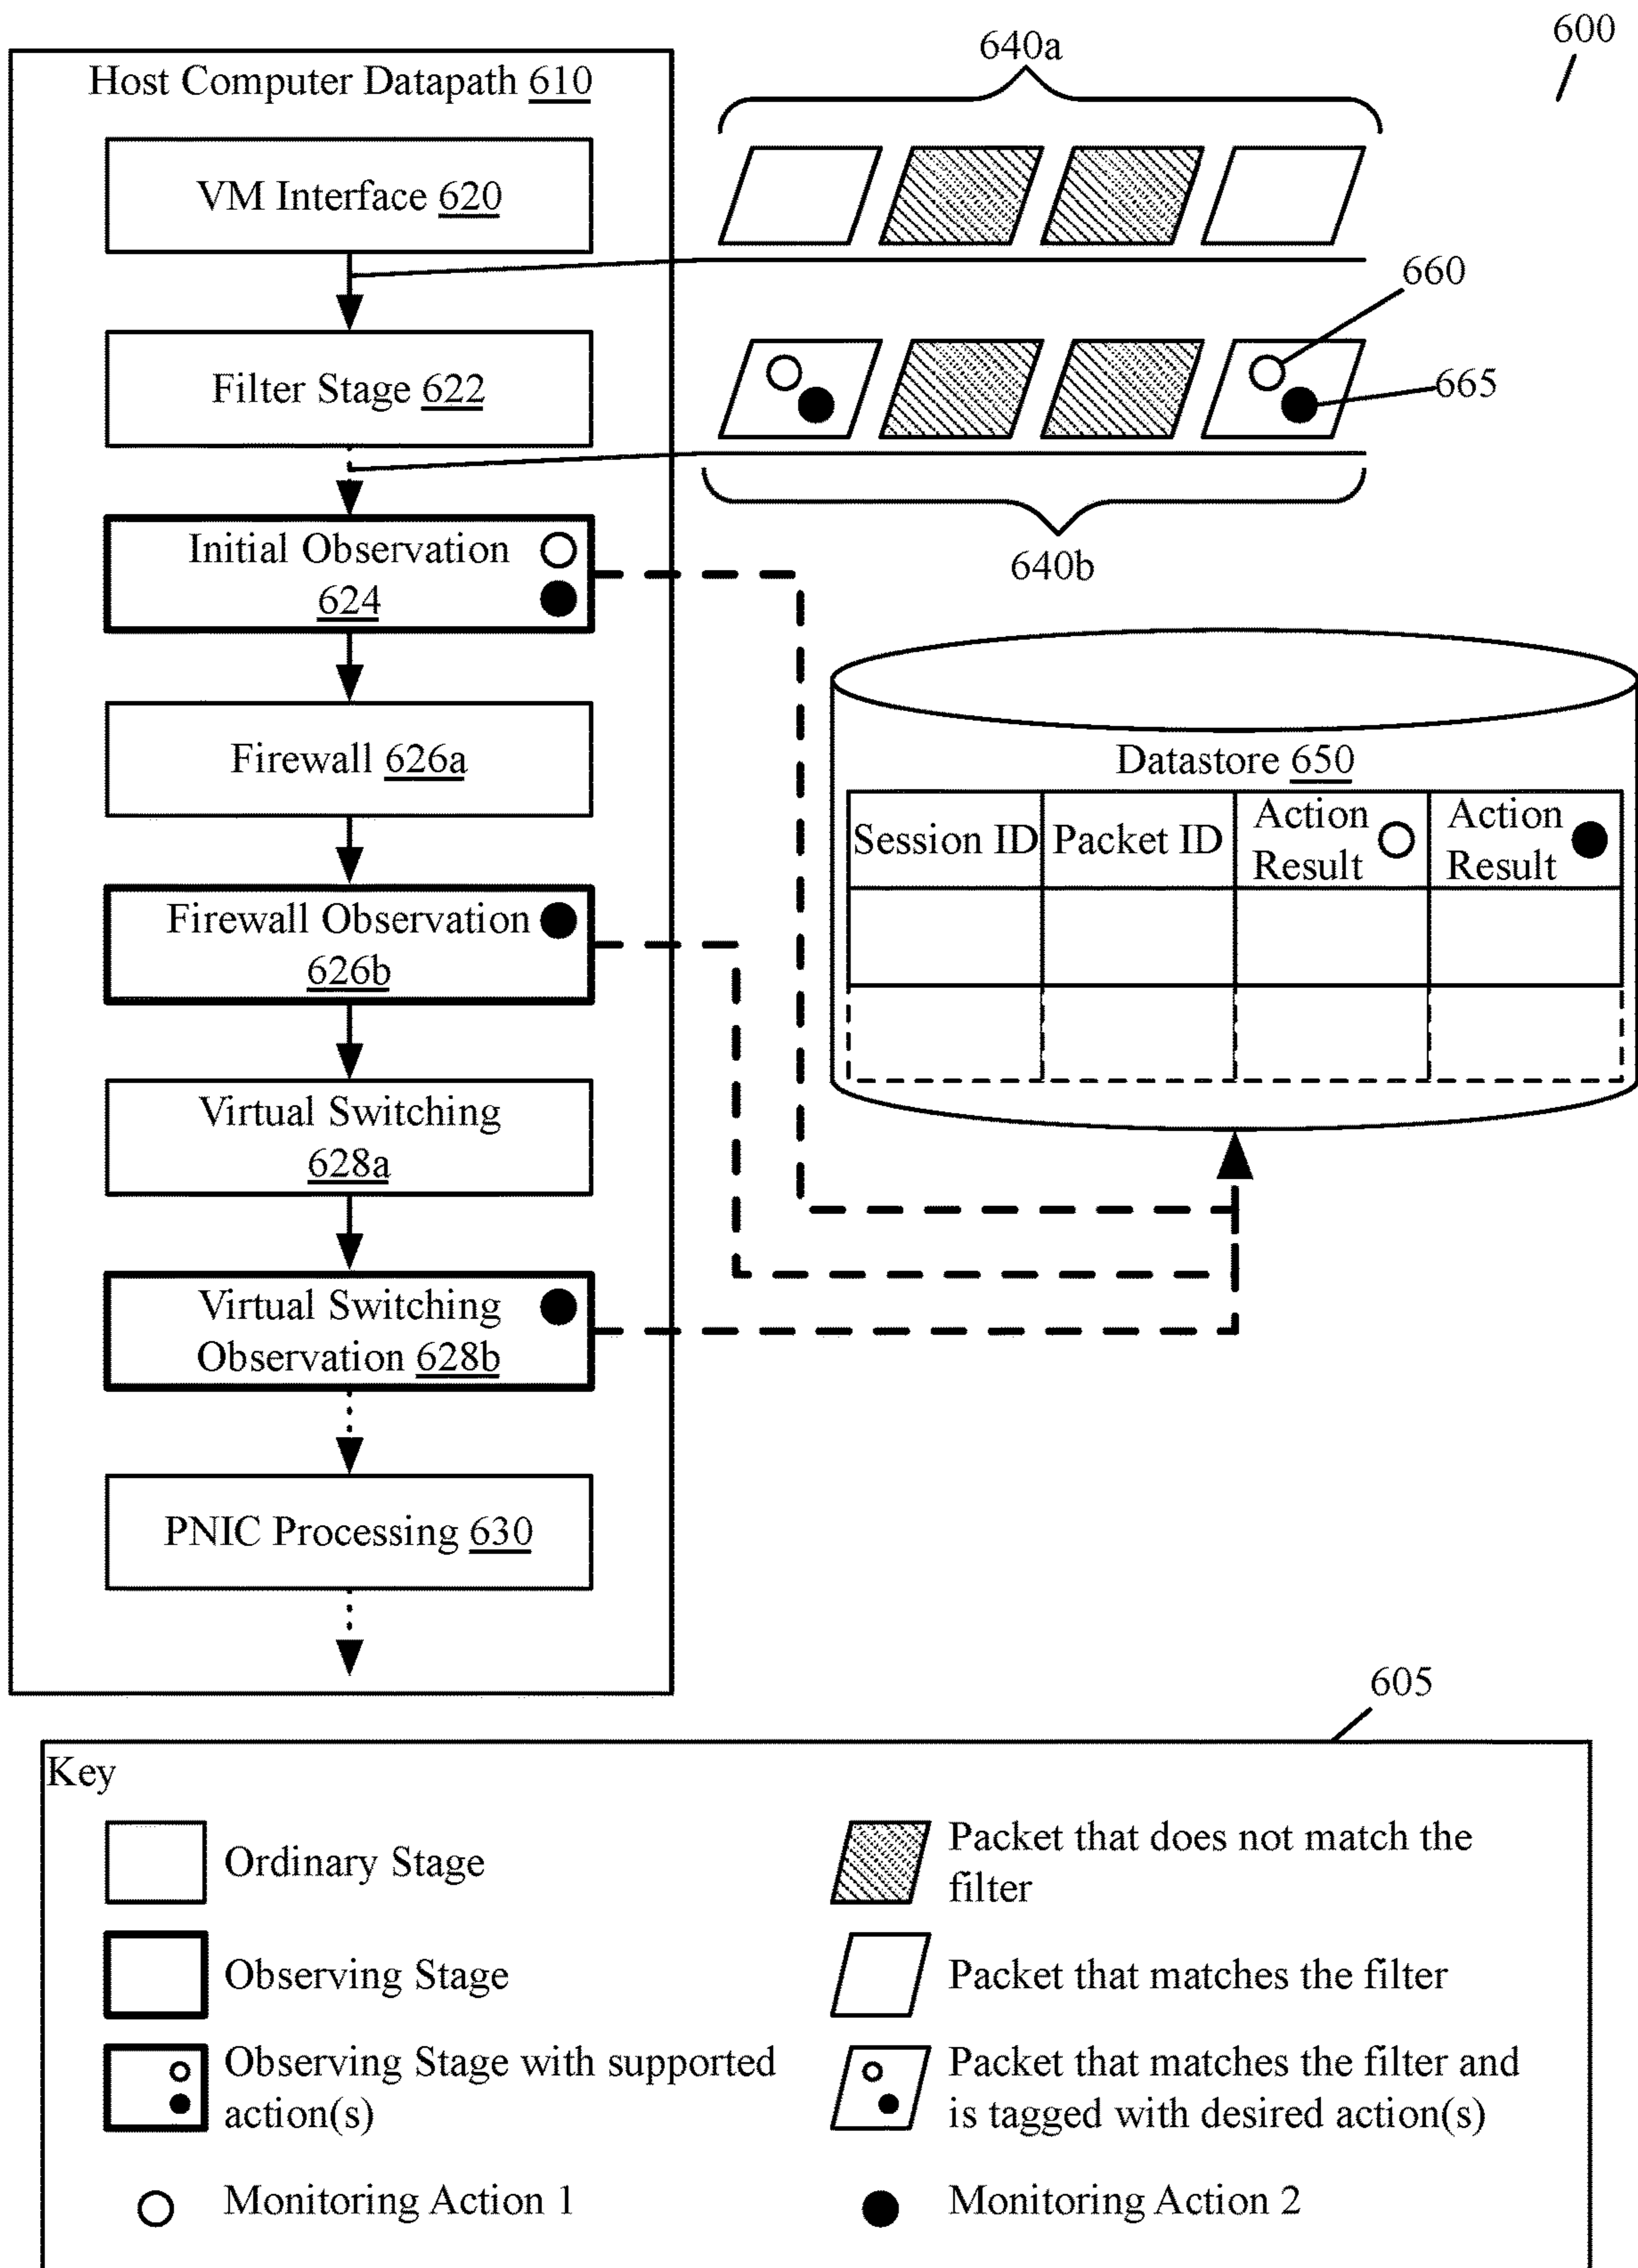 600
640a
Host Computer Datapath 610
VM Interface 620
660
Filter Stage 622
665
Initial Observation
624
640b
Firewall 626a
Datastore 650
Session ID
Packet ID
Action
Result
Action
Result
Firewall Observation
626b
Virtual Switching
628a
Virtual Switching
Observation 628b
PNIC Processing 630
605
Key
Ordinary Stage
Packet that does not match the
filter
Observing Stage
Packet that matches the filter
Observing Stage with supported
action(s)
Packet that matches the filter and
is tagged with desired action(s)
Monitoring Action 1
Monitoring Action 2